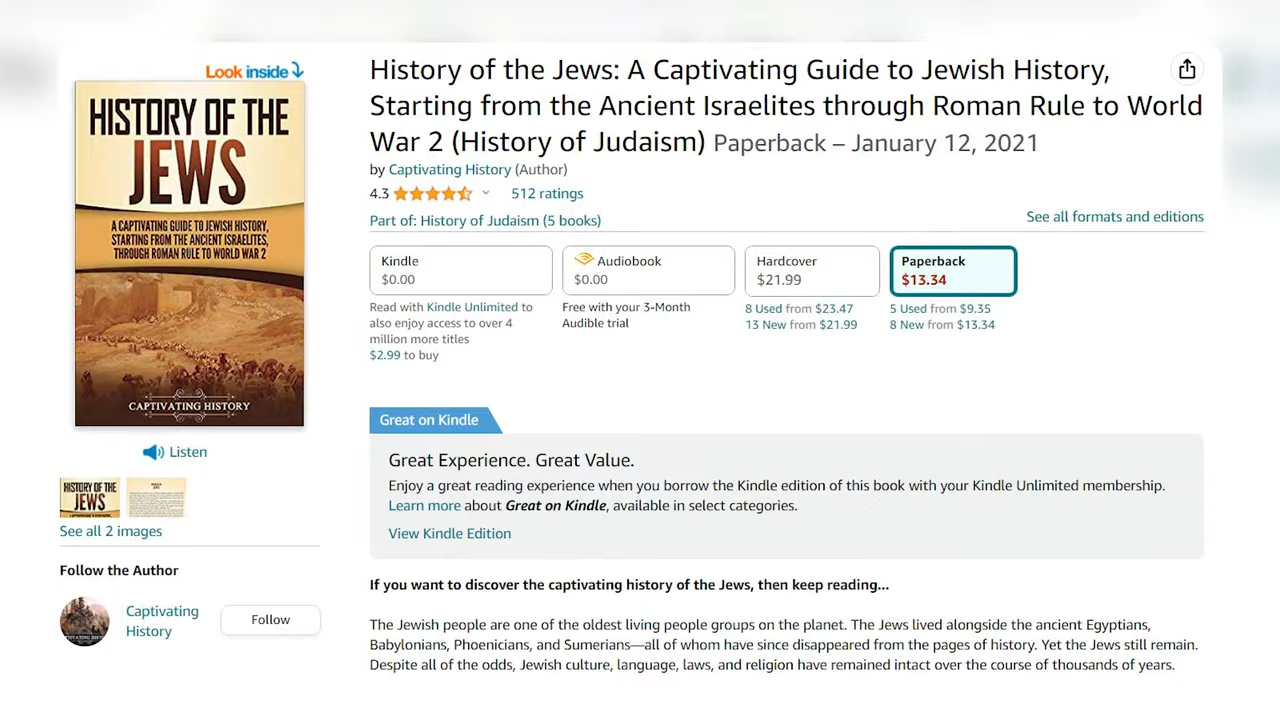 Look inside
HISTORY OF THE
JEWS
A CAPTIVATING GUIDE TO JEWISH HISTORY,
STARTING FROM THE ANCIENT ISRAELITES,
THROUGH ROMAN RULE TO WORLD WAR 2
CAPTIVATING HISTORY
Listen
HISTORY OF THE
JEWS
See all 2 images
Follow the Author
Captivating
History
Follow
History of the Jews: A Captivating Guide to Jewish History,
Starting from the Ancient Israelites through Roman Rule to World
War 2 (History of Judaism) Paperback – January 12, 2021
by Captivating History (Author)
4.3 512 ratings
Part of: History of Judaism (5 books)
See all formats and editions
Kindle
$0.00
Read with Kindle Unlimited to
also enjoy access to over 4
million more titles
$2.99 to buy
Audiobook
$0.00
Free with your 3-Month
Audible trial
Hardcover
$21.99
8 Used from $23.47
13 New from $21.99
Paperback
$13.34
5 Used from $9.35
8 New from $13.34
Great on Kindle
Great Experience. Great Value.
Enjoy a great reading experience when you borrow the Kindle edition of this book with your Kindle Unlimited membership.
Learn more about Great on Kindle, available in select categories.
View Kindle Edition
If you want to discover the captivating history of the Jews, then keep reading...
The Jewish people are one of the oldest living people groups on the planet. The Jews lived alongside the ancient Egyptians,
Babylonians, Phoenicians, and Sumerians—all of whom have since disappeared from the pages of history. Yet the Jews still remain.
Despite all of the odds, Jewish culture, language, laws, and religion have remained intact over the course of thousands of years.